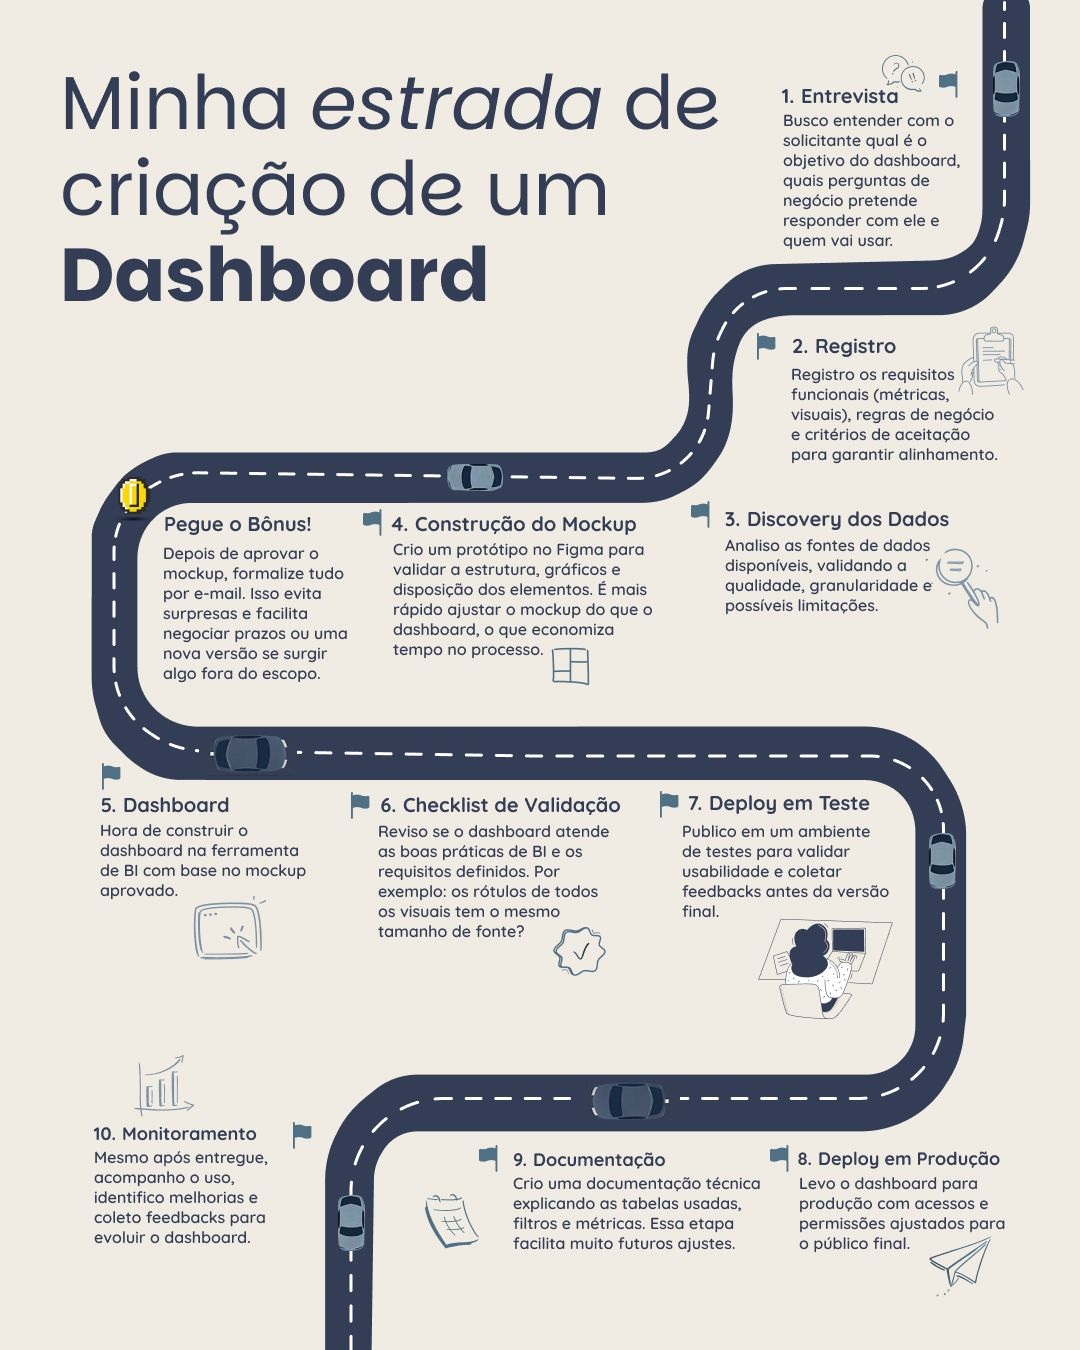 Minha estrada de
criação de um
Dashboard
1. Entrevista
Busco entender com o
solicitante qual é o
objetivo do dashboard,
quais perguntas de
negócio pretende
responder com ele e
quem vai usar.
2. Registro
Registro os requisitos
funcionais (métricas,
visuais), regras de negócio
e critérios de aceitação
para garantir alinhamento.
3. Discovery dos Dados
Analiso as fontes de dados
disponíveis, validando a
qualidade, granularidade e
possíveis limitações.
4. Construção do Mockup
Crio um protótipo no Figma para
validar a estrutura, gráficos e
disposição dos elementos. É mais
rápido ajustar o mockup do que o
dashboard, o que economiza
tempo no processo.
Pegue o Bônus!
Depois de aprovar o
mockup, formalize tudo
por e-mail. Isso evita
surpresas e facilita
negociar prazos ou uma
nova versão se surgir
algo fora do escopo.
5. Dashboard
Hora de construir o
dashboard na ferramenta
de BI com base no mockup
aprovado.
6. Checklist de Validação
Reviso se o dashboard atende
as boas práticas de BI e os
requisitos definidos. Por
exemplo: os rótulos de todos
os visuais tem o mesmo
tamanho de fonte?
7. Deploy em Teste
Publico em um ambiente
de testes para validar
usabilidade e coletar
feedbacks antes da versão
final.
8. Deploy em Produção
Levo o dashboard para
produção com acessos e
permissões ajustados para
o público final.
9. Documentação
Crio uma documentação técnica
explicando as tabelas usadas,
filtros e métricas. Essa etapa
facilita muito futuros ajustes.
10. Monitoramento
Mesmo após entregue,
acompanho o uso,
identifico melhorias e
coleto feedbacks para
evoluir o dashboard.